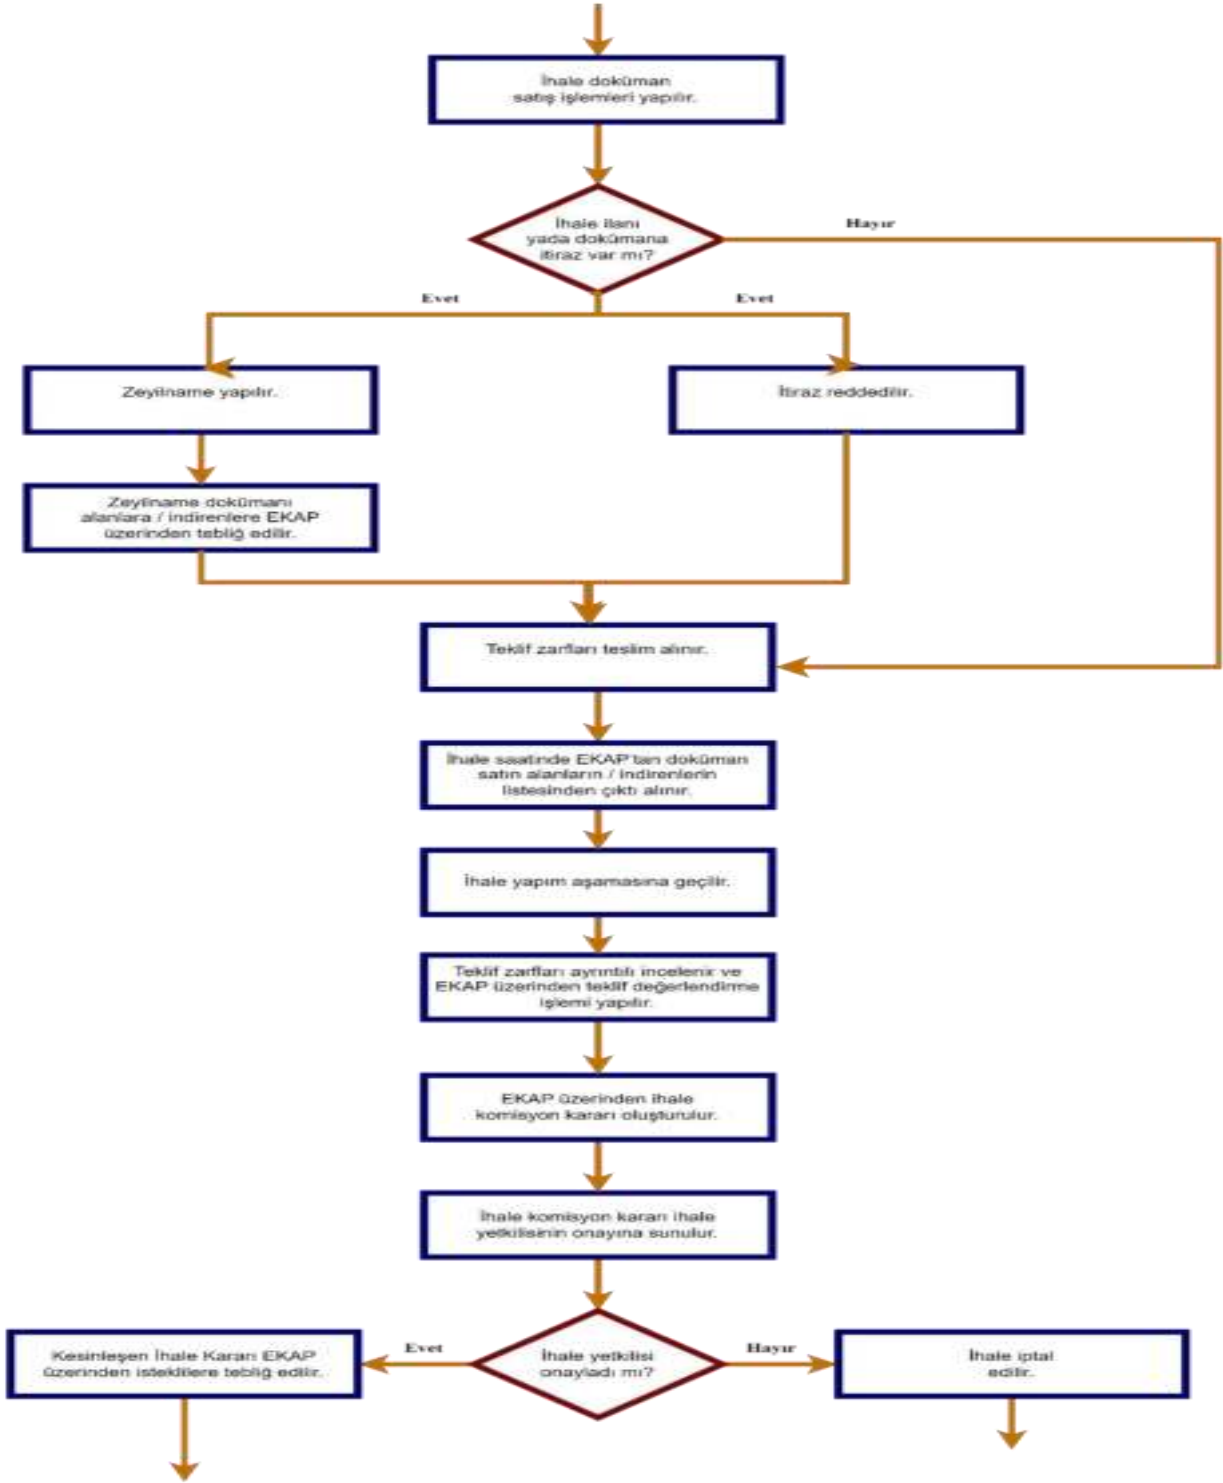 İhale doküman
satış işlemleri yapılır.
İhale ilanı
yada dokümana
itiraz var mı?
Hayır
Evet
Evet
Zeyilname yapılır.
İtiraz reddedilir.
Zeyilname dokümanı
alanlara / indirenlere EKAP
üzerinden tebliğ edilir.
Teklif zarfları teslim alınır.
İhale saatinde EKAP'tan doküman
satın alanların / indirenlerin
listesinden çıktı alınır.
İhale yapım aşamasına geçilir.
Teklif zarfları ayrıntılı incelenir ve
EKAP üzerinden teklif değerlendirme
işlemi yapılır.
EKAP üzerinden ihale
komisyon kararı oluşturulur.
İhale komisyon kararı ihale
yetkilisinin onayına sunulur.
Evet
Hayır
Kesinleşen İhale Kararı EKAP
üzerinden isteklilere tebliğ edilir.
İhale yetkilisi
onayladı mı?
İhale iptal
edilir.